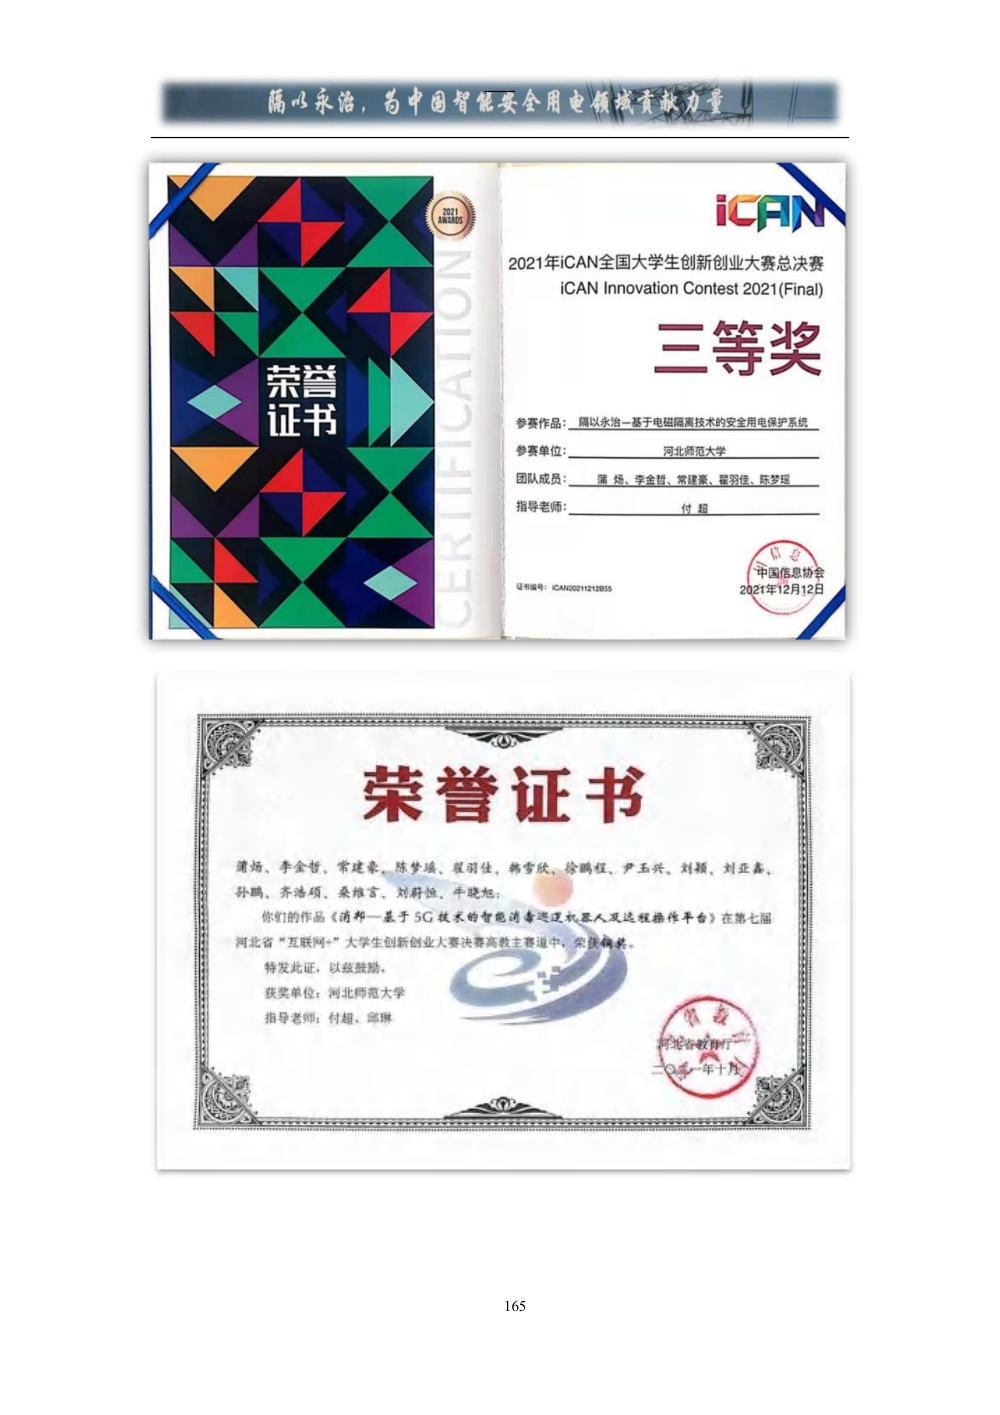 隔以永治，为中国智能安全用电领域贡献力量
2021
AWARDS
CERTIFICATION
荣誉
证书
iCAN
2021年iCAN全国大学生创新创业大赛总决赛
iCAN Innovation Contest 2021(Final)
三等奖
参赛作品： 隔以永治—基于电磁隔离技术的安全用电保护系统
参赛单位： 河北师范大学
团队成员： 蒲 炀、李金哲、常建豪、翟羽佳、陈梦瑶
指导老师： 付 超
证书编号： iCAN20211212B55
中国信息协会
2021年12月12日
荣誉证书
蒲炀、李金哲、常建豪、陈梦瑶、翟羽佳、韩雪欣、徐鹏程、尹玉兴、刘颖、刘亚鑫、
孙鹏、齐浩硕、桑维言、刘蔚恒、牛晓旭：
你们的作品《消邦—基于5G技术的智能消毒巡逻机器人及远程操作平台》在第七届
河北省“互联网+”大学生创新创业大赛决赛高教主赛道中，荣获铜奖。
特发此证，以兹鼓励。
获奖单位：河北师范大学
指导老师：付超、邱琳
河北省教育厅
二〇二一年十月
165